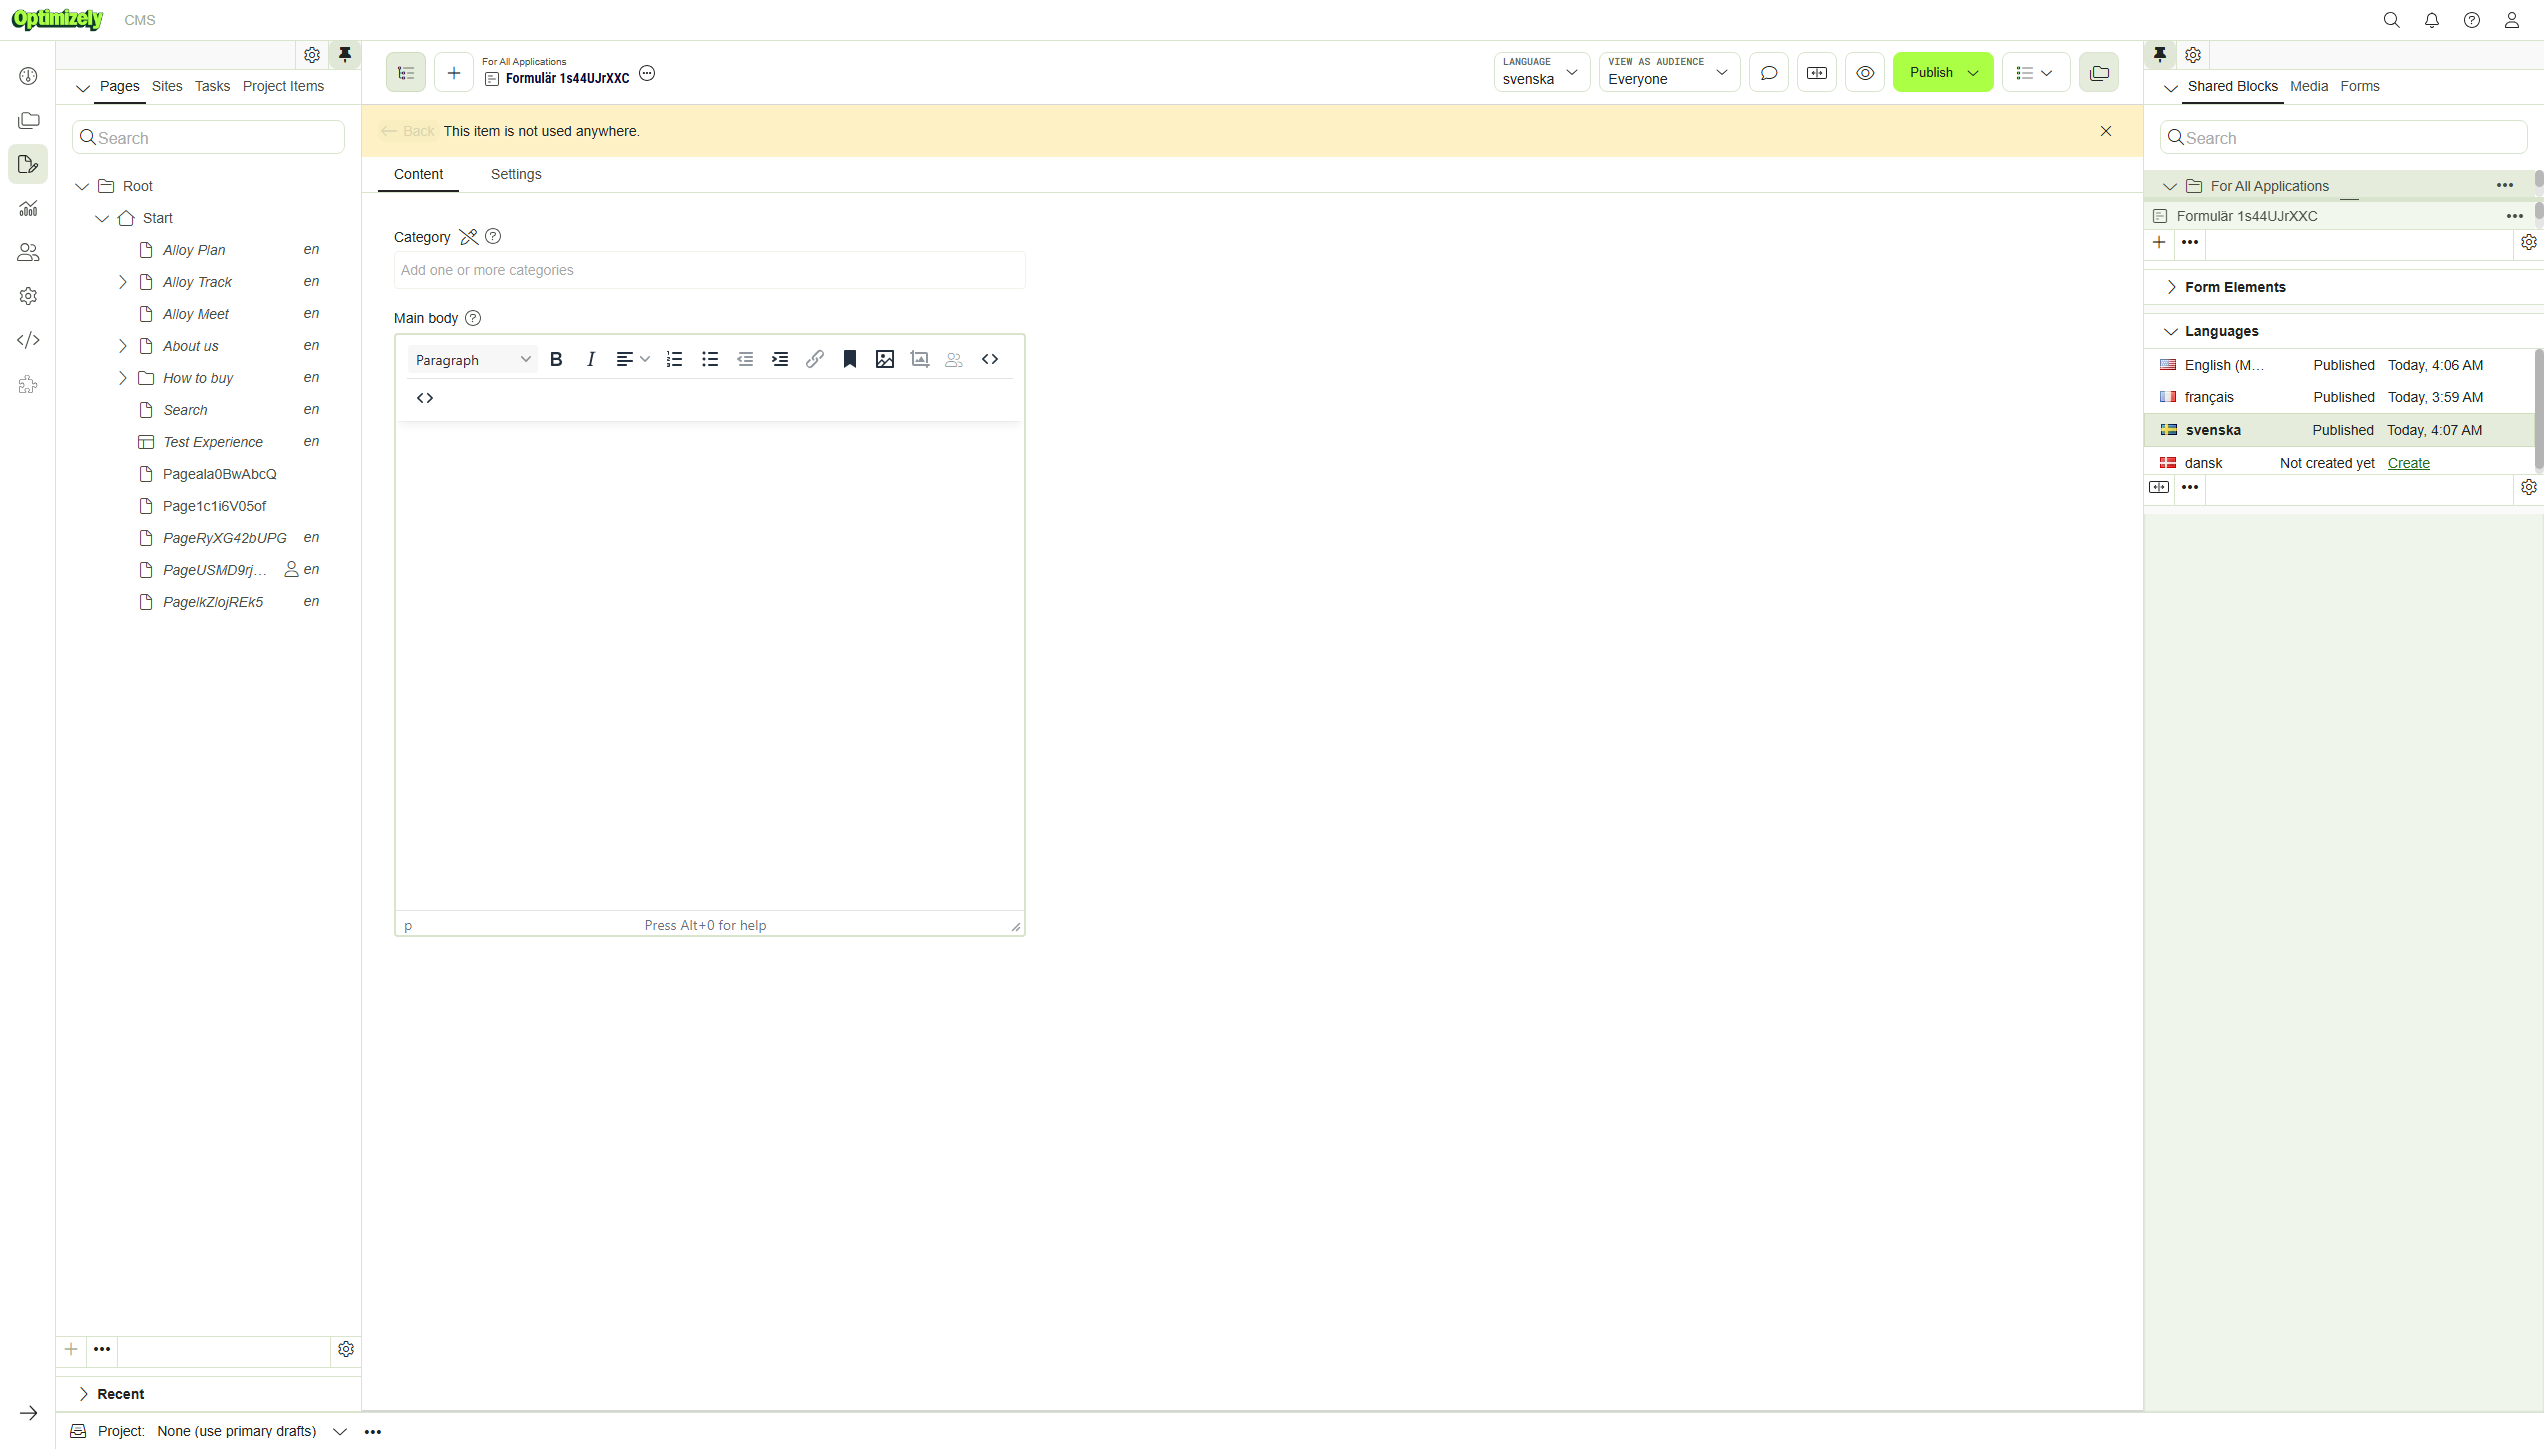 Optimizely CMS
Pages Sites Tasks Project Items
Search
Root
Start
Alloy Plan en
Alloy Track en
Alloy Meet en
About us en
How to buy en
Search en
Test Experience en
Page1c1i6V05of
PageRyXG42bUPG en
PageUSMD9rj... en
en
Recent
Project: None (use primary drafts)
For All Applications
Formulär 1s44UJrXXC
LANGUAGE
svenska
VIEW AS AUDIENCE
Everyone
Publish
Back This item is not used anywhere.
Content Settings
Category
Add one or more categories
Main body
Paragraph
p Press Alt+0 for help
Shared Blocks Media Forms
Search
For All Applications
Formulär 1s44UJrXXC
Form Elements
Languages
English (M... Published Today, 4:06 AM
français Published Today, 3:59 AM
svenska Published Today, 4:07 AM
dansk Not created yet Create